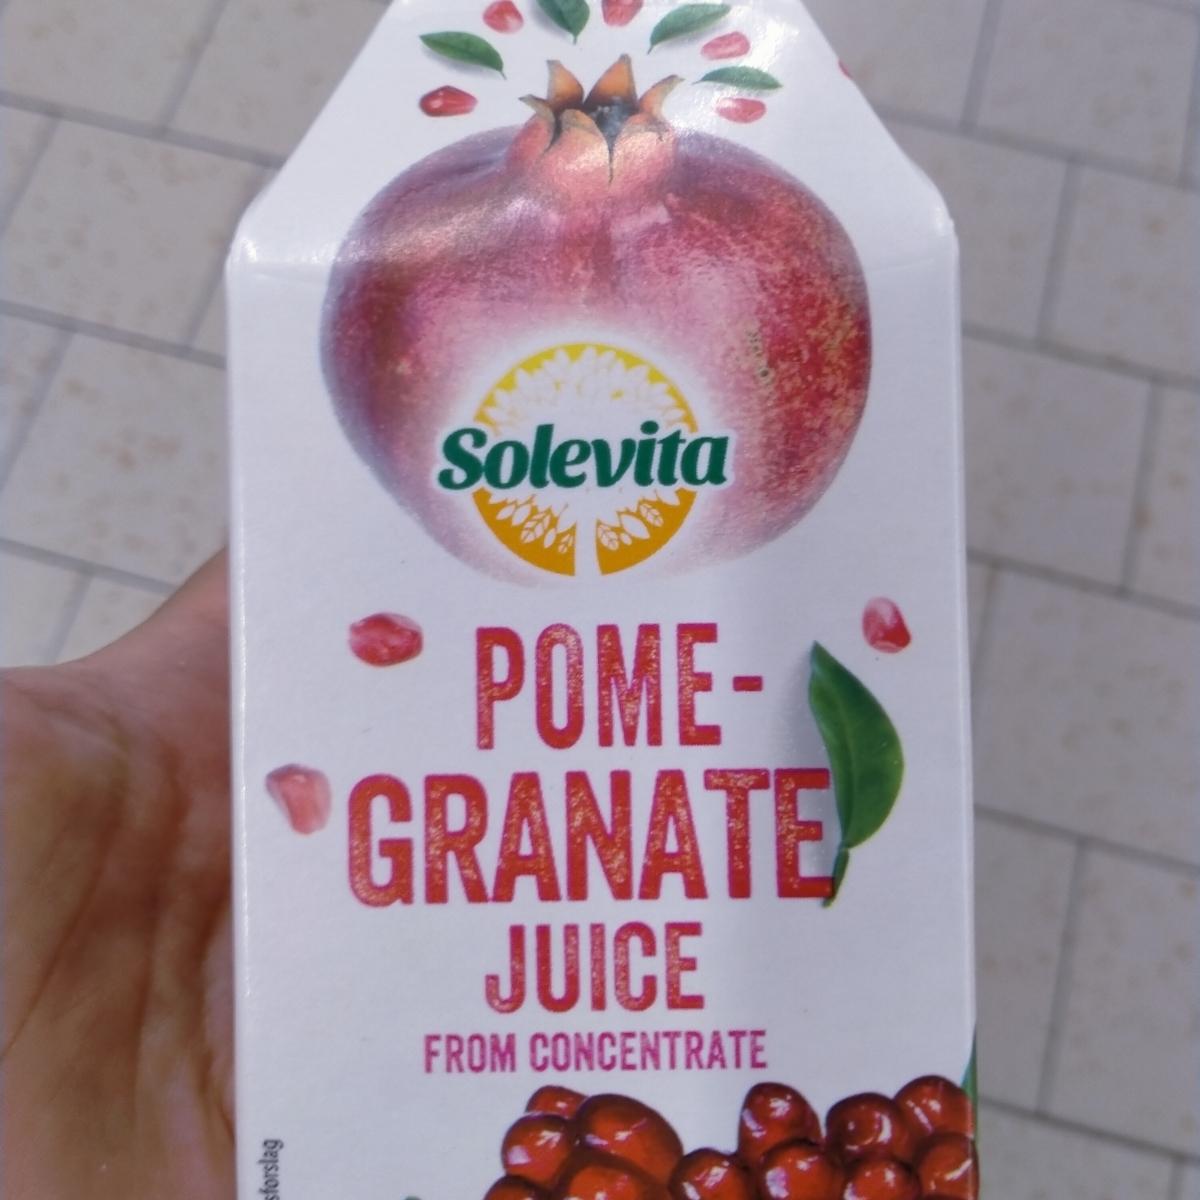 Solevita
POME-
GRANATE
JUICE
FROM CONCENTRATE